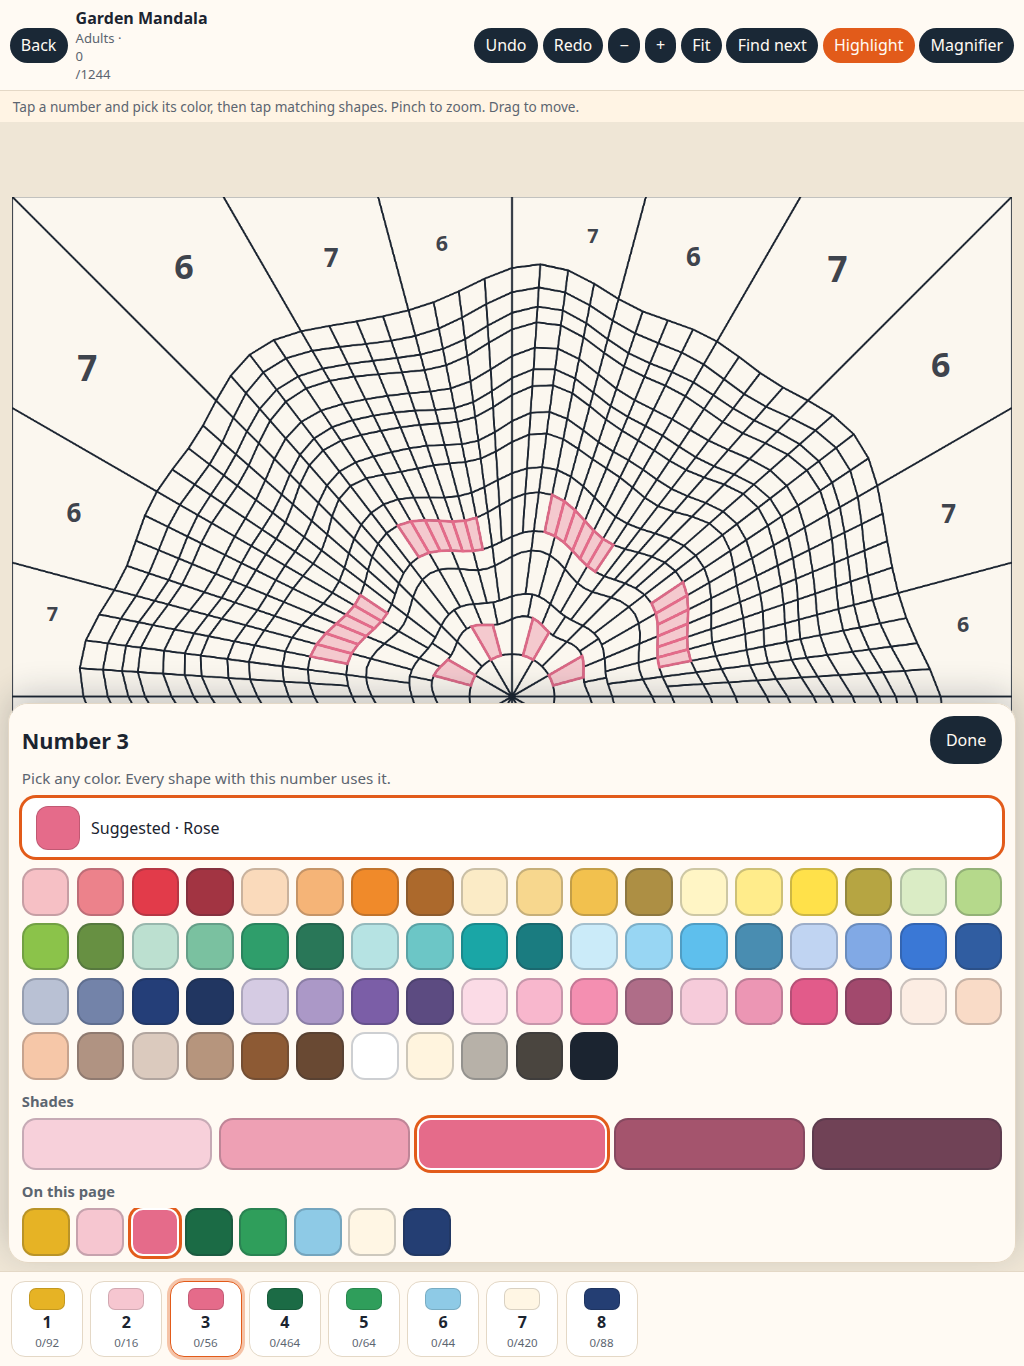 Back
Garden Mandala
Adults ·
0
/1244
Undo
Redo
−
+
Fit
Find next
Highlight
Magnifier
Tap a number and pick its color, then tap matching shapes. Pinch to zoom. Drag to move.
6
7
6
7
6
7
7
6
6
7
7
6
Number 3
Done
Pick any color. Every shape with this number uses it.
Suggested · Rose
Shades
On this page
1
0/92
2
0/16
3
0/56
4
0/464
5
0/64
6
0/44
7
0/420
8
0/88